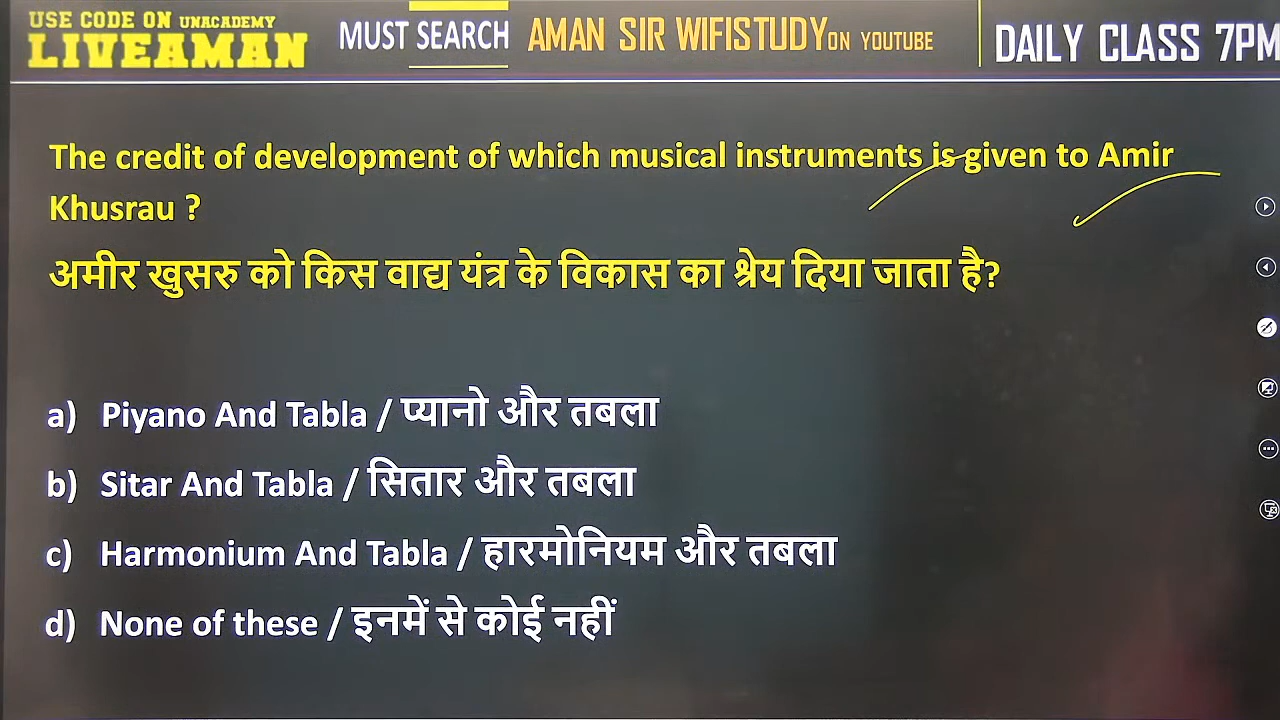 USE CODE ON UNACADEMY
LIVEAMAN
MUST SEARCH AMAN SIR WIFISTUDY ON YOUTUBE
DAILY CLASS 7PM
The credit of development of which musical instruments is given to Amir
Khusrau ?
अमीर खुसरु को किस वाद्य यंत्र के विकास का श्रेय दिया जाता है?
a) Piyano And Tabla / प्यानो और तबला
b) Sitar And Tabla / सितार और तबला
c) Harmonium And Tabla / हारमोनियम और तबला
d) None of these / इनमें से कोई नहीं